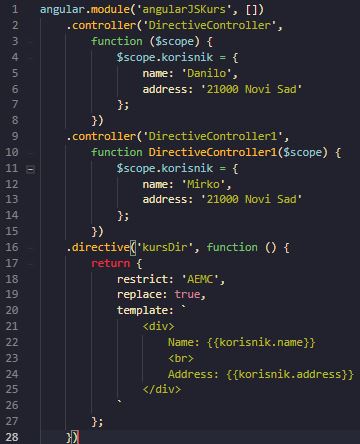 1 angular.module('angularJSKurs', [])
2     .controller('DirectiveController',
3         function ($scope) {
4             $scope.korisnik = {
5                 name: 'Danilo',
6                 address: '21000 Novi Sad'
7             };
8         })
9     .controller('DirectiveController1',
10         function DirectiveController1($scope) {
11             $scope.korisnik = {
12                 name: 'Mirko',
13                 address: '21000 Novi Sad'
14             };
15         })
16     .directive('kursDir', function () {
17         return {
18             restrict: 'AEMC',
19             replace: true,
20             template: `
21                 <div>
22                     Name: {{korisnik.name}}
23                     <br>
24                     Address: {{korisnik.address}}
25                 </div>
26             `
27         };
28     })